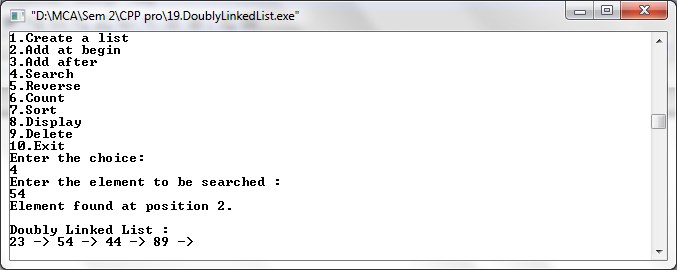 "D:\MCA\Sem 2\CPP pro\19.DoublyLinkedList.exe"
1.Create a list
2.Add at begin
3.Add after
4.Search
5.Reverse
6.Count
7.Sort
8.Display
9.Delete
10.Exit
Enter the choice:
4
Enter the element to be searched :
54
Element found at position 2.
Doubly Linked List :
23 -> 54 -> 44 -> 89 ->